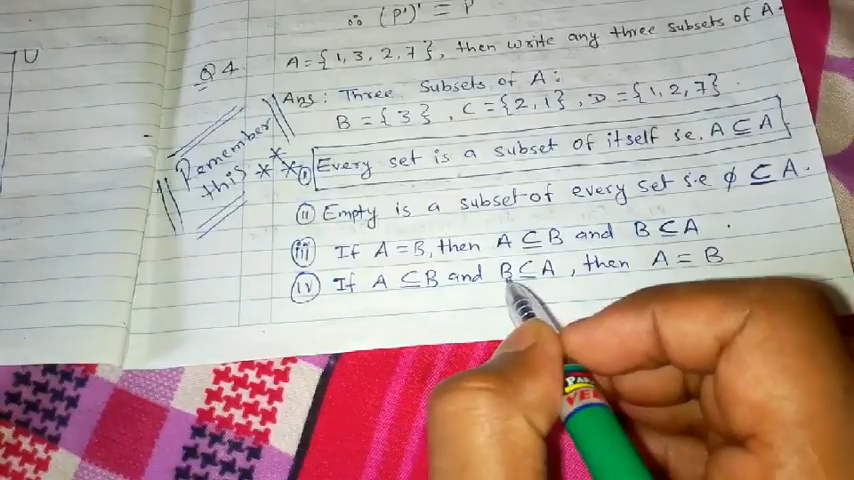 ∴ (P')' = P
U
Q4 A = {1, 3, 2, 7}, then write any three subsets of A.
Ans: Three Subsets of A:
B = {3}, C = {2, 1}, D = {1, 2, 7}
Remember
this **
(i) Every set is a subset of itself i.e. A ⊆ A
(ii) Empty is a subset of every set i.e ϕ ⊆ A.
(iii) If A = B, then A ⊆ B and B ⊆ A.
(iv) If A ⊆ B and B ⊆ A, then A = B